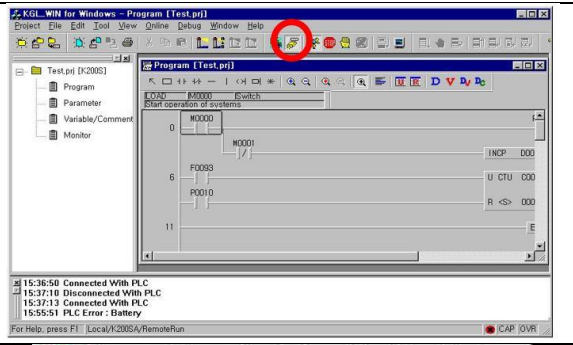 KGL_WIN for Windows - Program [Test.prj]
Project File Edit Tool View Online Debug Window Help
Test.prj [K200S]
Program
Parameter
Variable/Comment
Monitor
Program [Test.prj]
U R D V
LOAD M0000 Switch
Start operation of systems
M0000
0
M0001
INCP D00
F0093
6 U CTU C00
P0010
R <S> 000
11
15:36:50 Connected With PLC
15:37:10 Disconnected With PLC
15:37:13 Connected With PLC
15:55:51 PLC Error : Battery
For Help, press F1 Local/K200SA/RemoteRun CAP OVR